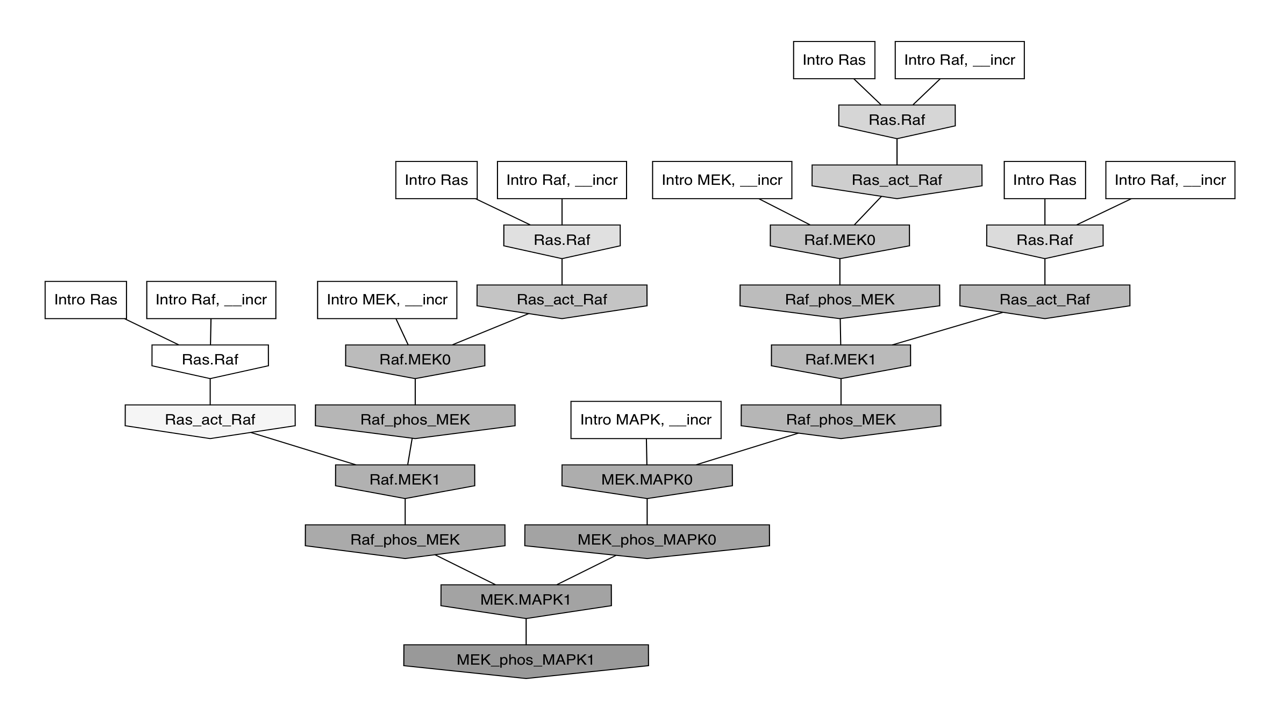 Intro Ras
Intro Raf, __incr
Ras.Raf
Intro Ras
Intro Raf, __incr
Intro MEK, __incr
Ras_act_Raf
Intro Ras
Intro Raf, __incr
Ras.Raf
Raf.MEK0
Ras.Raf
Intro Ras
Intro Raf, __incr
Intro MEK, __incr
Ras_act_Raf
Raf_phos_MEK
Ras_act_Raf
Ras.Raf
Raf.MEK0
Raf.MEK1
Ras_act_Raf
Raf_phos_MEK
Intro MAPK, __incr
Raf_phos_MEK
Raf.MEK1
MEK.MAPK0
Raf_phos_MEK
MEK_phos_MAPK0
MEK.MAPK1
MEK_phos_MAPK1